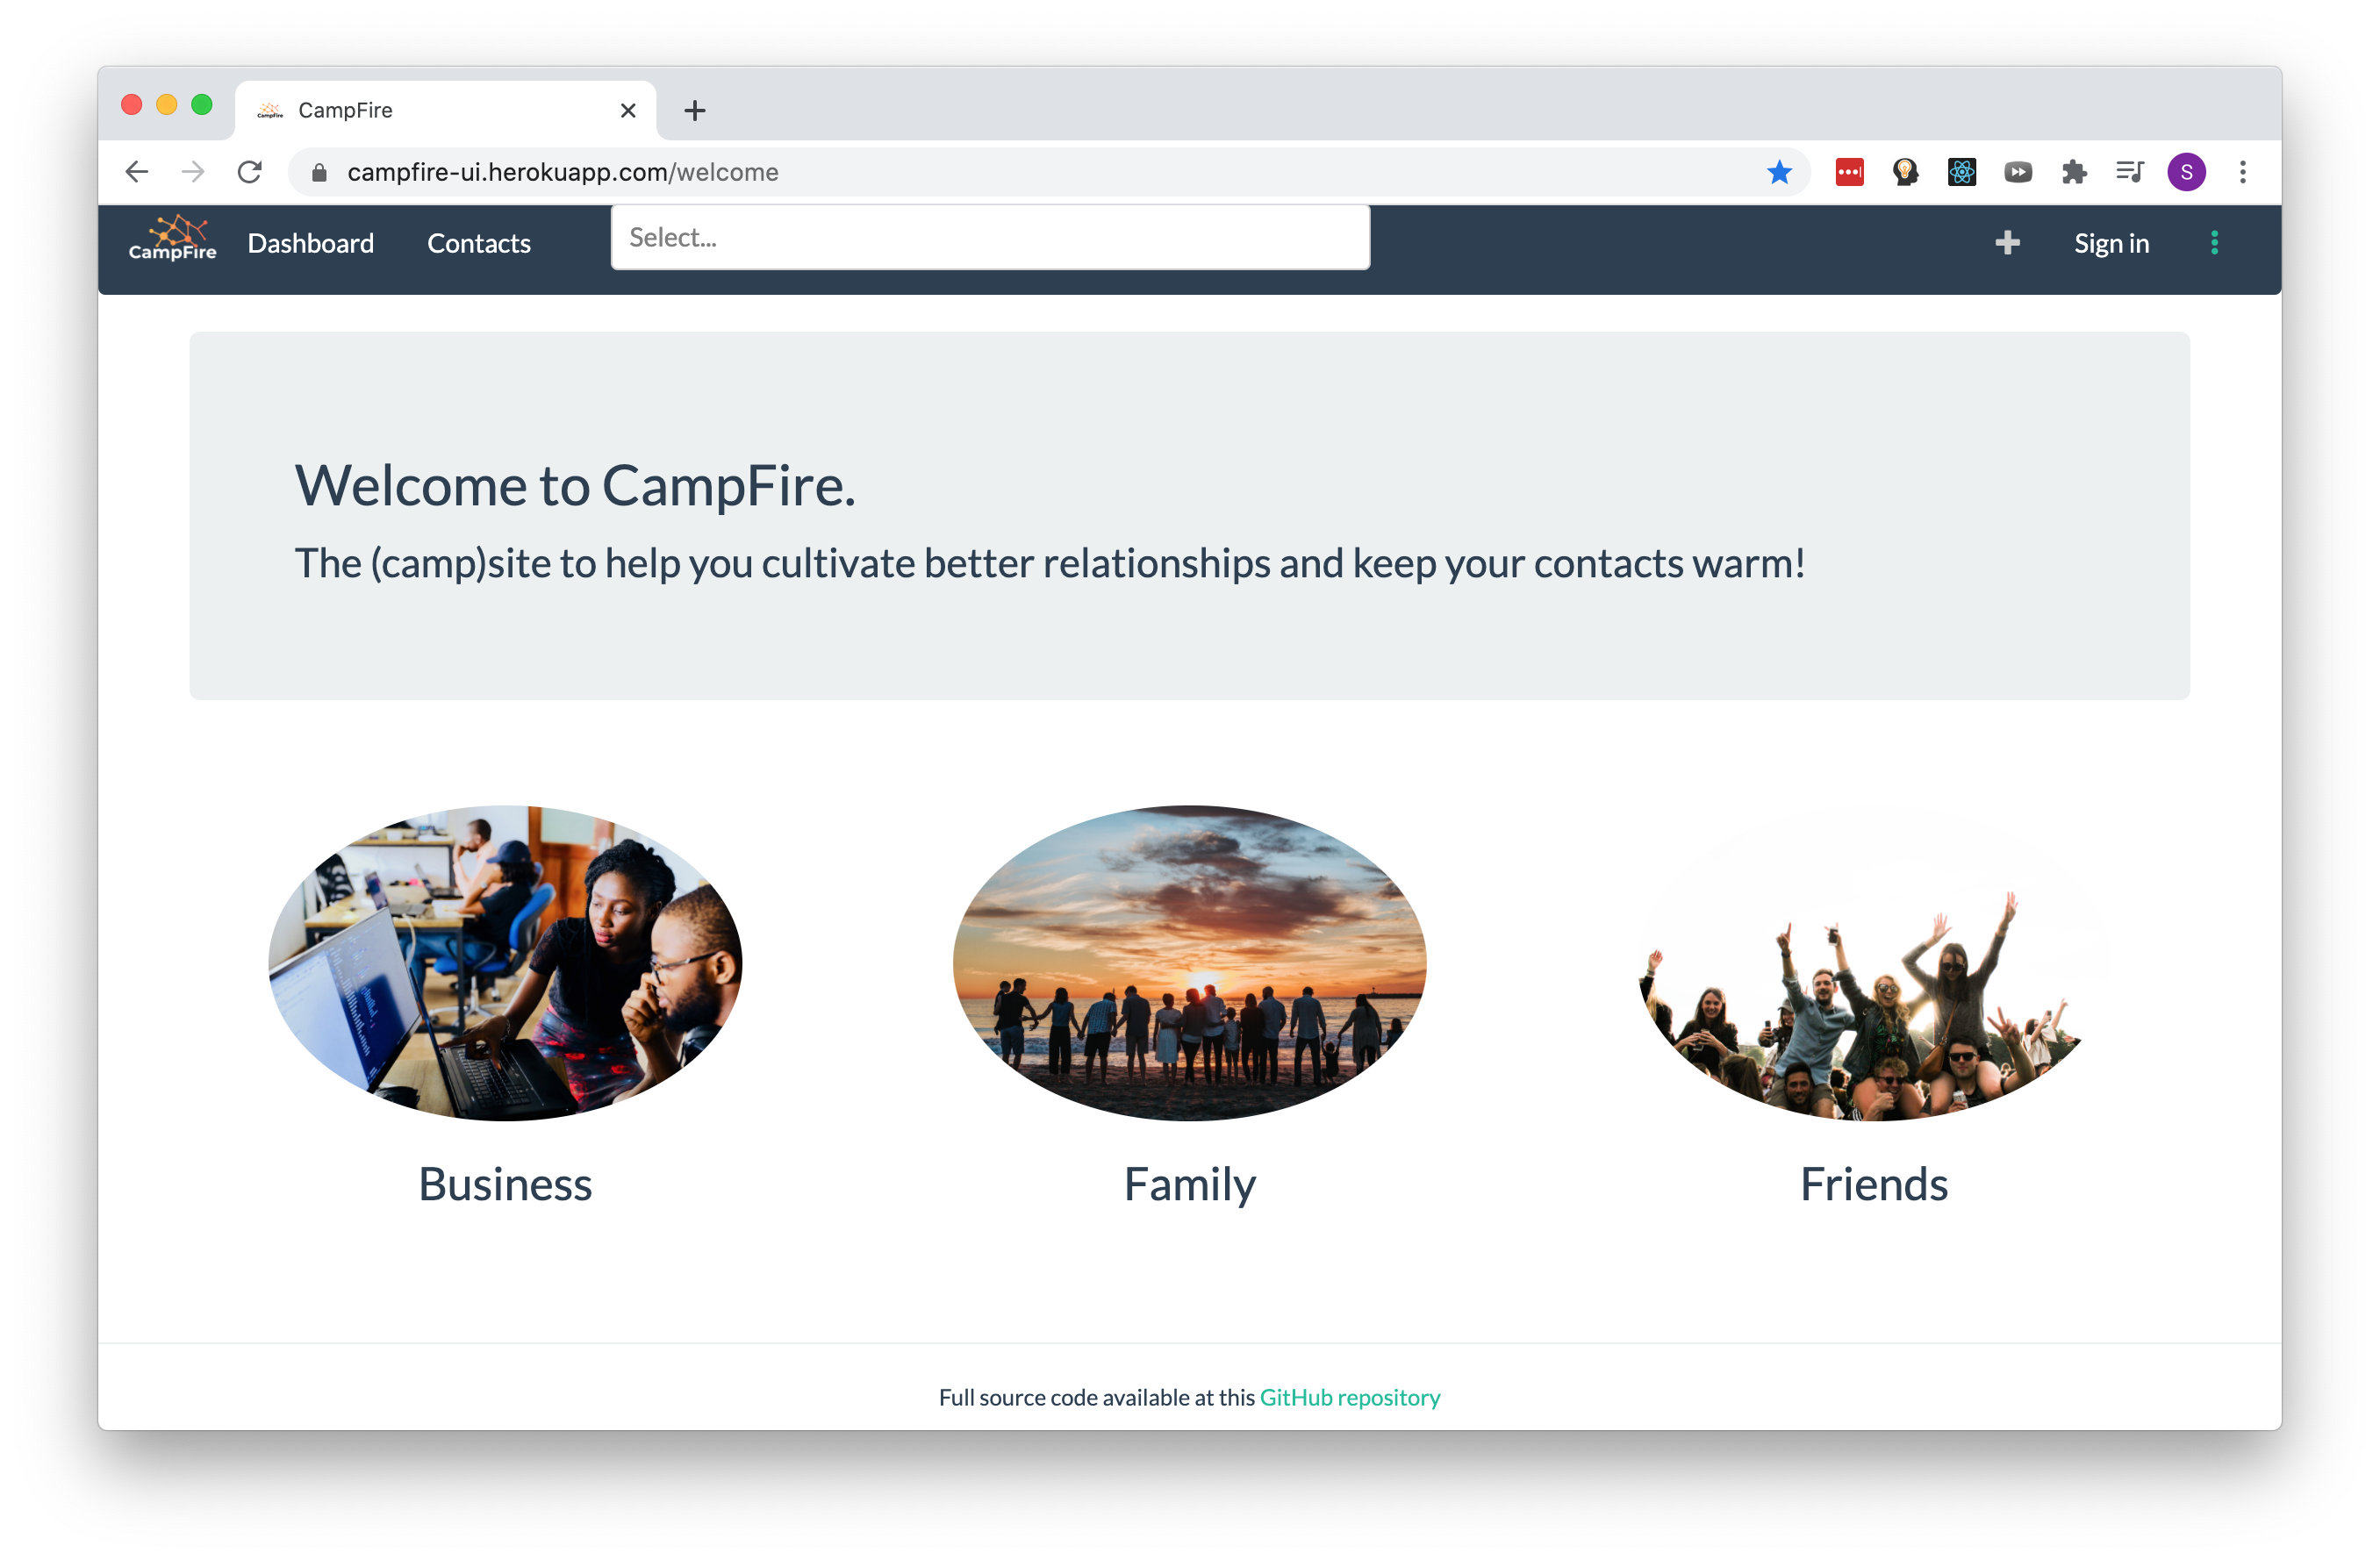 CampFire
CampFire
campfire-ui.herokuapp.com/welcome
S
CampFire
Dashboard
Contacts
Select...
Sign in
Welcome to CampFire.
The (camp)site to help you cultivate better relationships and keep your contacts warm!
Business
Family
Friends
Full source code available at this GitHub repository